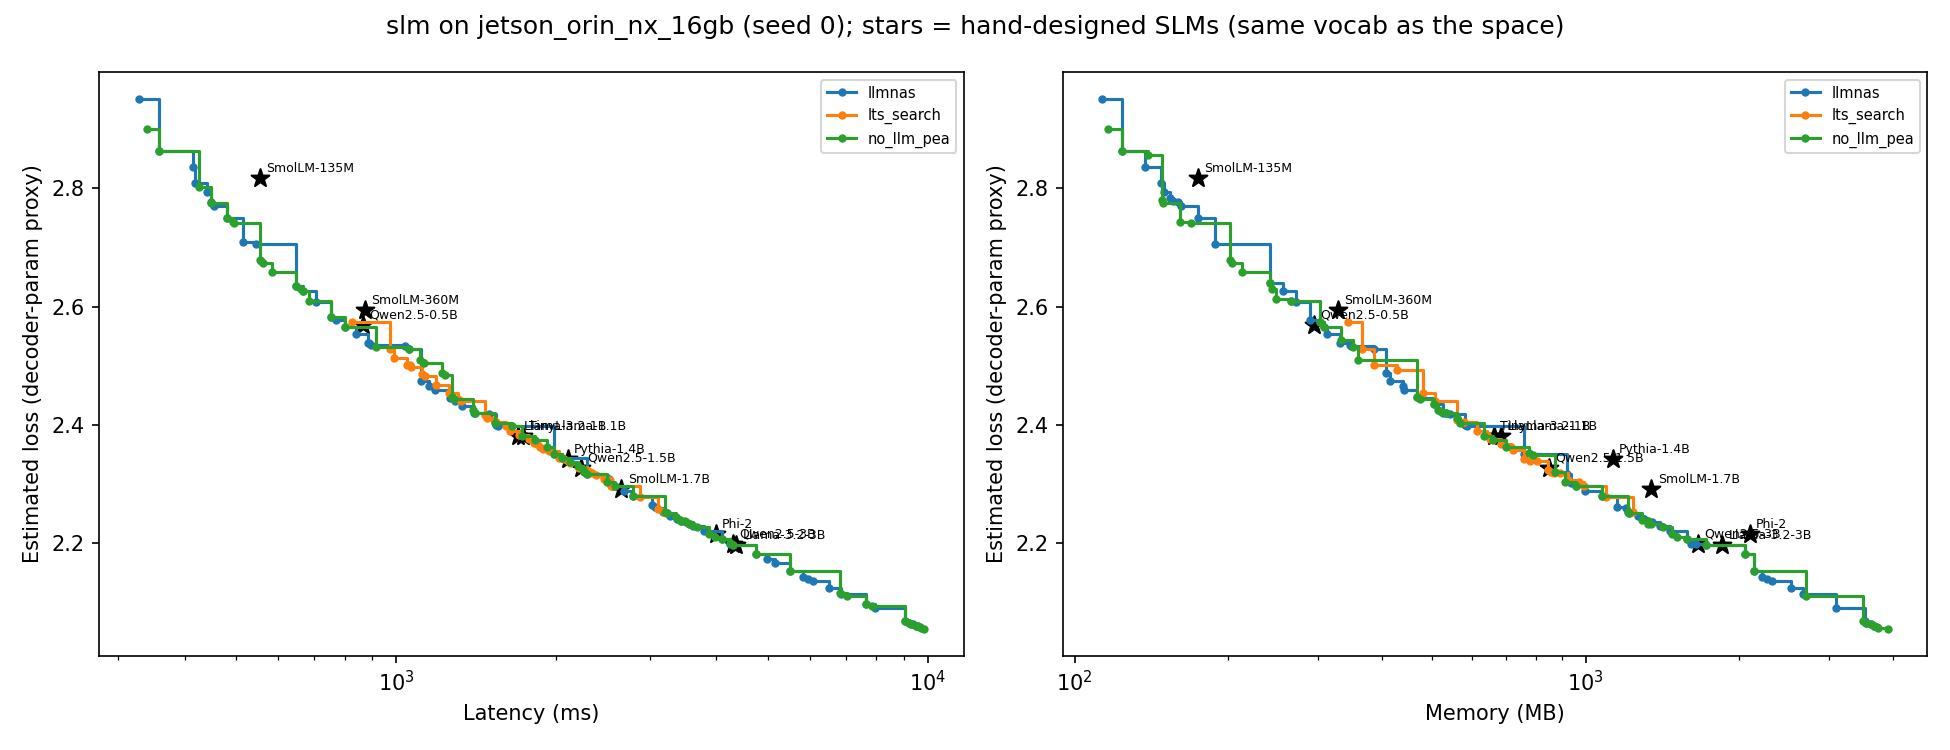 slm on jetson_orin_nx_16gb (seed 0); stars = hand-designed SLMs (same vocab as the space)
Estimated loss (decoder-param proxy)
2.8
2.6
2.4
2.2
10³
10⁴
Latency (ms)
llmnas
lts_search
no_llm_pea
SmolLM-135M
SmolLM-360M
Qwen2.5-0.5B
Pythia-1.4B
Qwen2.5-1.5B
SmolLM-1.7B
Phi-2
Estimated loss (decoder-param proxy)
2.8
2.6
2.4
2.2
10²
10³
Memory (MB)
llmnas
lts_search
no_llm_pea
SmolLM-135M
SmolLM-360M
Qwen2.5-0.5B
Pythia-1.4B
Qwen2.5-1.5B
SmolLM-1.7B
Phi-2